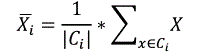 X̅ᵢ = 1/|Cᵢ| * ∑ₓ∈Cᵢ X